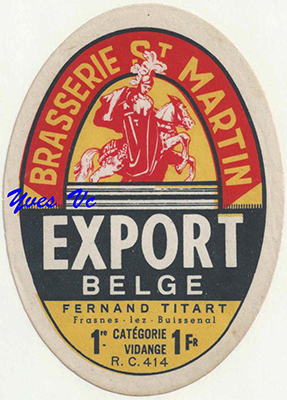 BRASSERIE ST MARTIN
Yves Vc
EXPORT
BELGE
FERNAND TITART
Frasnes - lez - Buissenal
1re CATÉGORIE 1 FR
VIDANGE
R.C. 414